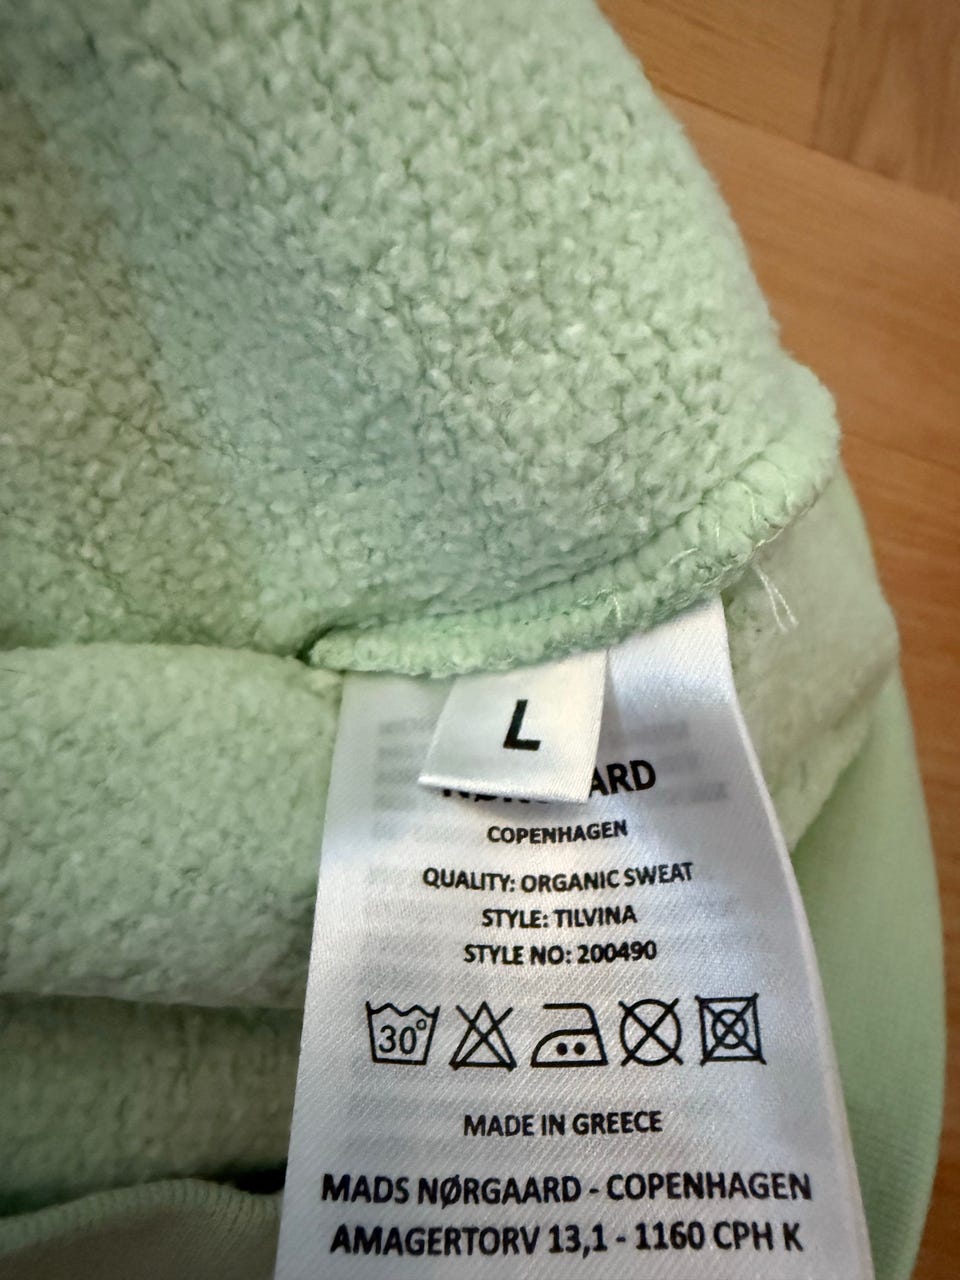 L
COPENHAGEN
QUALITY: ORGANIC SWEAT
STYLE: TILVINA
STYLE NO: 200490
30°
MADE IN GREECE
MADS NØRGAARD - COPENHAGEN
AMAGERTORV 13,1 - 1160 CPH K